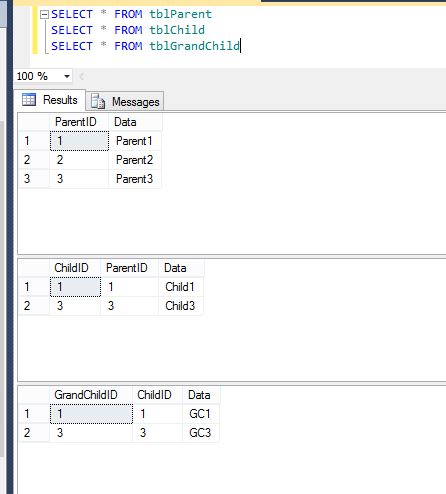 SELECT * FROM tblParent
SELECT * FROM tblChild
SELECT * FROM tblGrandChild
100 %
Results Messages
ParentID Data
1 1 Parent1
2 2 Parent2
3 3 Parent3
ChildID ParentID Data
1 1 1 Child1
2 3 3 Child3
GrandChildID ChildID Data
1 1 1 GC1
2 3 3 GC3